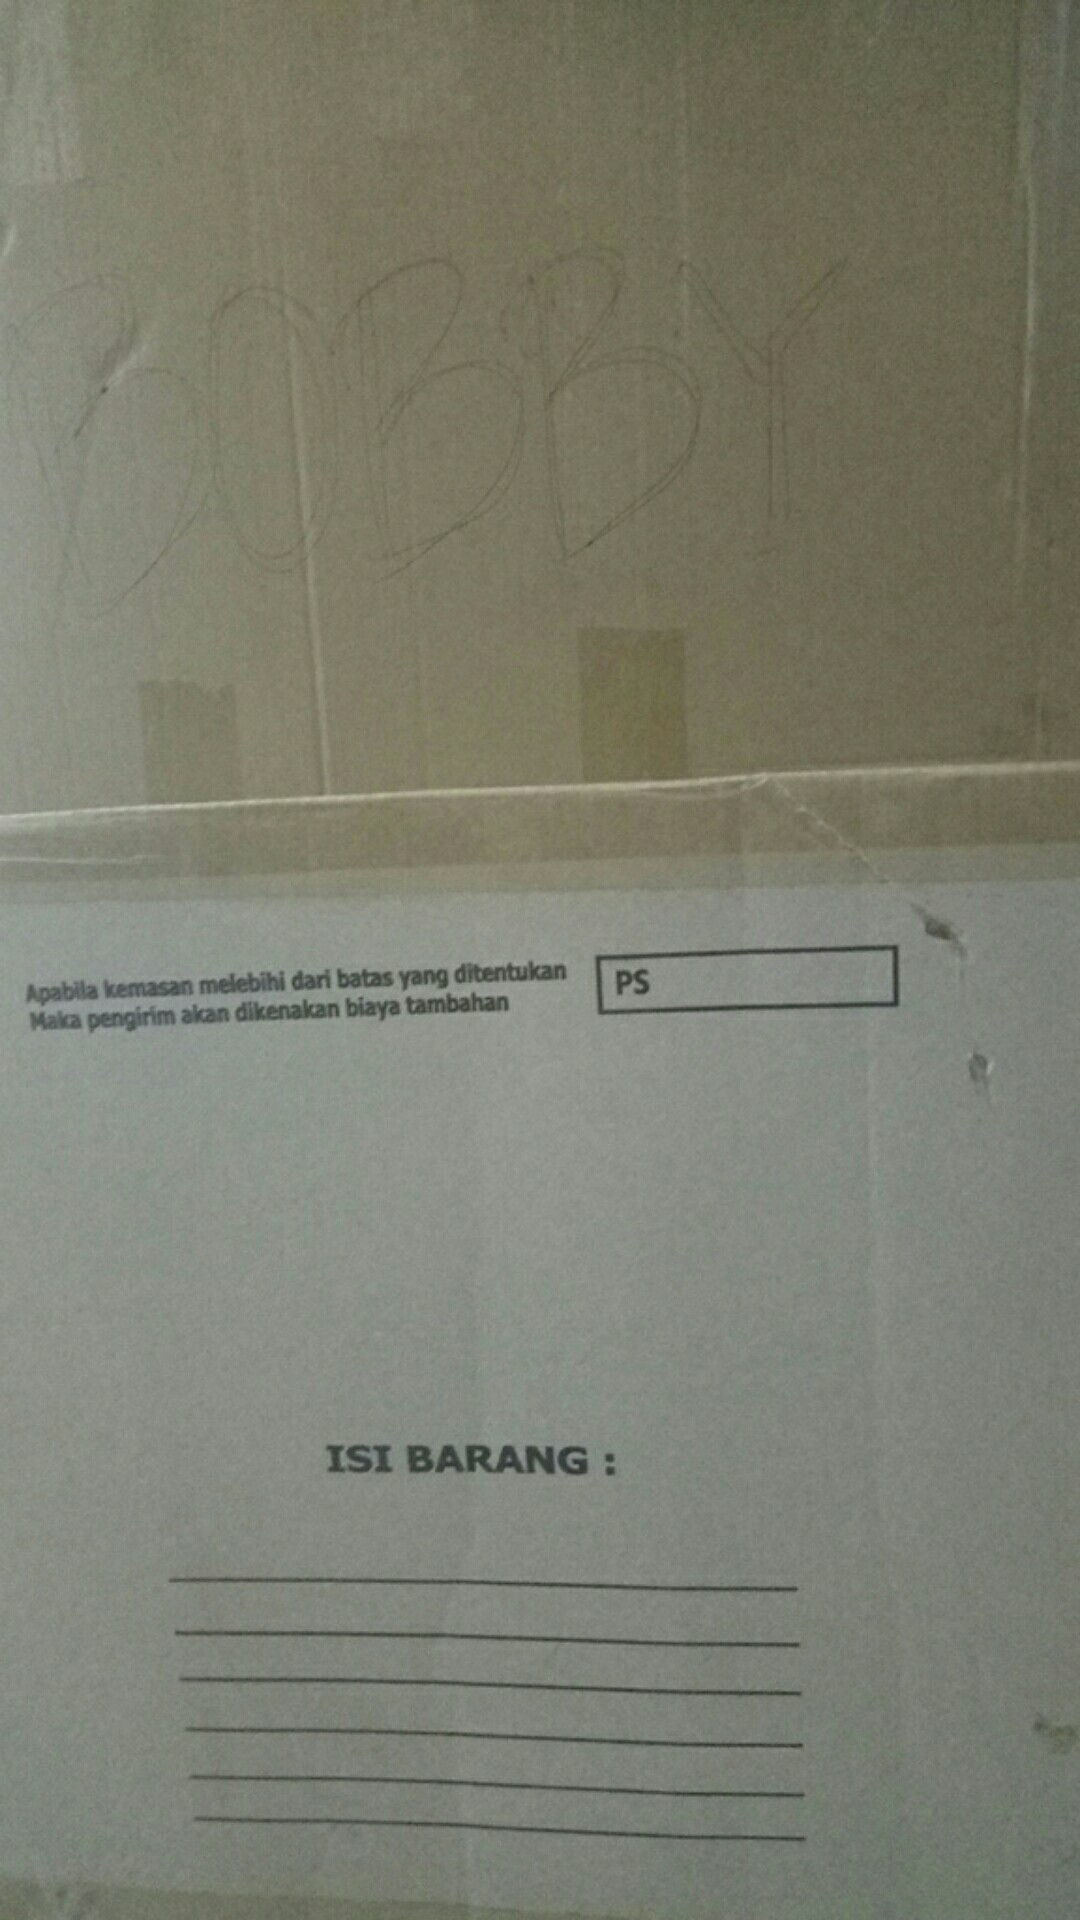 BOBBY
Apabila kemasan melebihi dari batas yang ditentukan
Maka pengirim akan dikenakan biaya tambahan
PS
ISI BARANG :